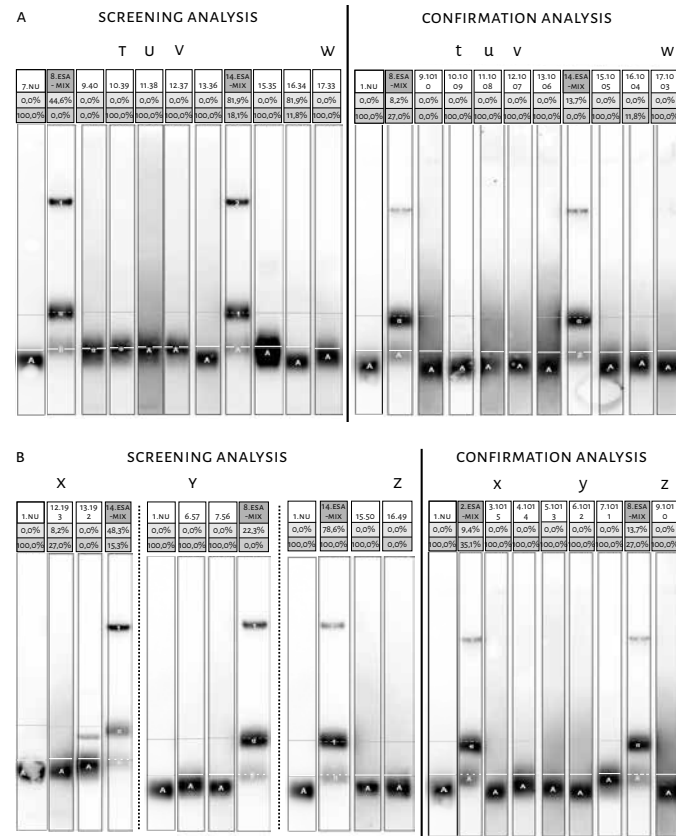 A SCREENING ANALYSIS CONFIRMATION ANALYSIS
T U V W t u v w
7.NU 8.ESA -MIX 9.40 10.39 11.38 12.37 13.36 14.ESA -MIX 15.35 16.34 17.33
0,0% 44,6% 0,0% 0,0% 0,0% 0,0% 0,0% 81,9% 0,0% 81,9% 0,0%
100,0% 0,0% 0,0% 100,0% 100,0% 100,0% 100,0% 18,1% 100,0% 11,8% 100,0%
1.NU 8.ESA -MIX 9.101 0 10.10 09 11.10 08 12.10 07 13.10 06 14.ESA -MIX 15.10 05 16.10 04 17.10 03
0,0% 8,2% 0,0% 0,0% 0,0% 0,0% 0,0% 13,7% 0,0% 0,0% 0,0%
100,0% 27,0% 0,0% 100,0% 100,0% 100,0% 100,0% 0,0% 100,0% 11,8% 100,0%
B SCREENING ANALYSIS CONFIRMATION ANALYSIS
X Y Z x y z
1.NU 12.19 3 13.19 2 14.ESA -MIX
0,0% 8,2% 0,0% 48,3%
100,0% 27,0% 0,0% 15,3%
1.NU 6.57 7.56 8.ESA -MIX
0,0% 0,0% 0,0% 22,3%
100,0% 100,0% 100,0% 0,0%
1.NU 14.ESA -MIX 15.50 16.49
0,0% 78,6% 0,0% 0,0%
100,0% 100,0% 100,0% 0,0%
1.NU 2.ESA -MIX 3.101 5 4.101 4 5.101 3 6.101 2 7.101 1 8.ESA -MIX 9.101 0
0,0% 9,4% 0,0% 0,0% 0,0% 0,0% 0,0% 13,7% 0,0%
100,0% 35,1% 100,0% 100,0% 100,0% 100,0% 100,0% 27,0% 100,0%